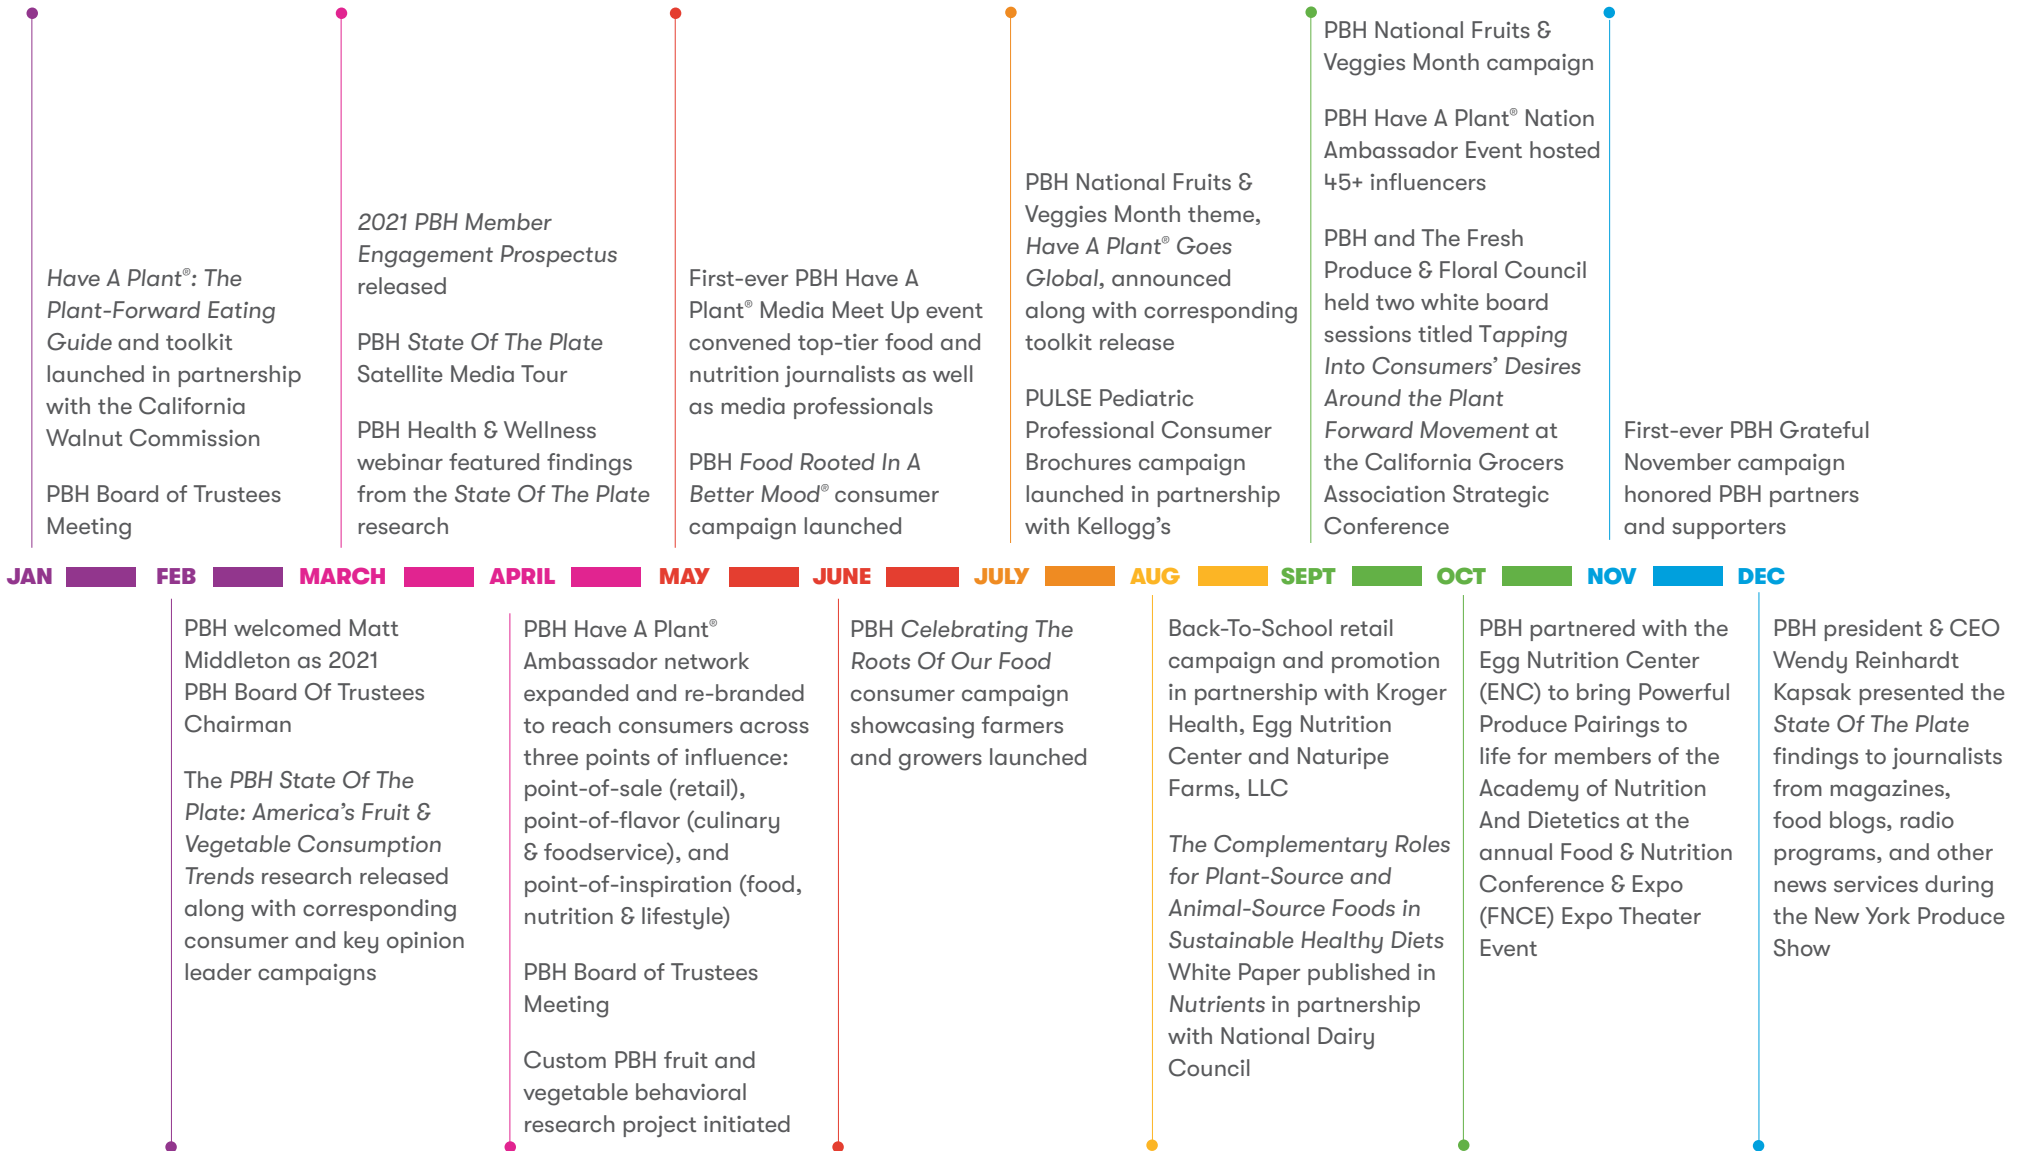 Have A Plant®: The
Plant-Forward Eating
Guide and toolkit
launched in partnership
with the California
Walnut Commission
PBH Board of Trustees
Meeting
2021 PBH Member
Engagement Prospectus
released
PBH State Of The Plate
Satellite Media Tour
PBH Health & Wellness
webinar featured findings
from the State Of The Plate
research
First-ever PBH Have A
Plant® Media Meet Up event
convened top-tier food and
nutrition journalists as well
as media professionals
PBH Food Rooted In A
Better Mood® consumer
campaign launched
PBH National Fruits &
Veggies Month theme,
Have A Plant® Goes
Global, announced
along with corresponding
toolkit release
PULSE Pediatric
Professional Consumer
Brochures campaign
launched in partnership
with Kellogg's
PBH National Fruits &
Veggies Month campaign
PBH Have A Plant® Nation
Ambassador Event hosted
45+ influencers
PBH and The Fresh
Produce & Floral Council
held two white board
sessions titled Tapping
Into Consumers' Desires
Around the Plant
Forward Movement at
the California Grocers
Association Strategic
Conference
First-ever PBH Grateful
November campaign
honored PBH partners
and supporters
JAN FEB MARCH APRIL MAY JUNE JULY AUG SEPT OCT NOV DEC
PBH welcomed Matt
Middleton as 2021
PBH Board Of Trustees
Chairman
The PBH State Of The
Plate: America's Fruit &
Vegetable Consumption
Trends research released
along with corresponding
consumer and key opinion
leader campaigns
PBH Have A Plant®
Ambassador network
expanded and re-branded
to reach consumers across
three points of influence:
point-of-sale (retail),
point-of-flavor (culinary
& foodservice), and
point-of-inspiration (food,
nutrition & lifestyle)
PBH Board of Trustees
Meeting
Custom PBH fruit and
vegetable behavioral
research project initiated
PBH Celebrating The
Roots Of Our Food
consumer campaign
showcasing farmers
and growers launched
Back-To-School retail
campaign and promotion
in partnership with Kroger
Health, Egg Nutrition
Center and Naturipe
Farms, LLC
The Complementary Roles
for Plant-Source and
Animal-Source Foods in
Sustainable Healthy Diets
White Paper published in
Nutrients in partnership
with National Dairy
Council
PBH partnered with the
Egg Nutrition Center
(ENC) to bring Powerful
Produce Pairings to
life for members of the
Academy of Nutrition
And Dietetics at the
annual Food & Nutrition
Conference & Expo
(FNCE) Expo Theater
Event
PBH president & CEO
Wendy Reinhardt
Kapsak presented the
State Of The Plate
findings to journalists
from magazines,
food blogs, radio
programs, and other
news services during
the New York Produce
Show